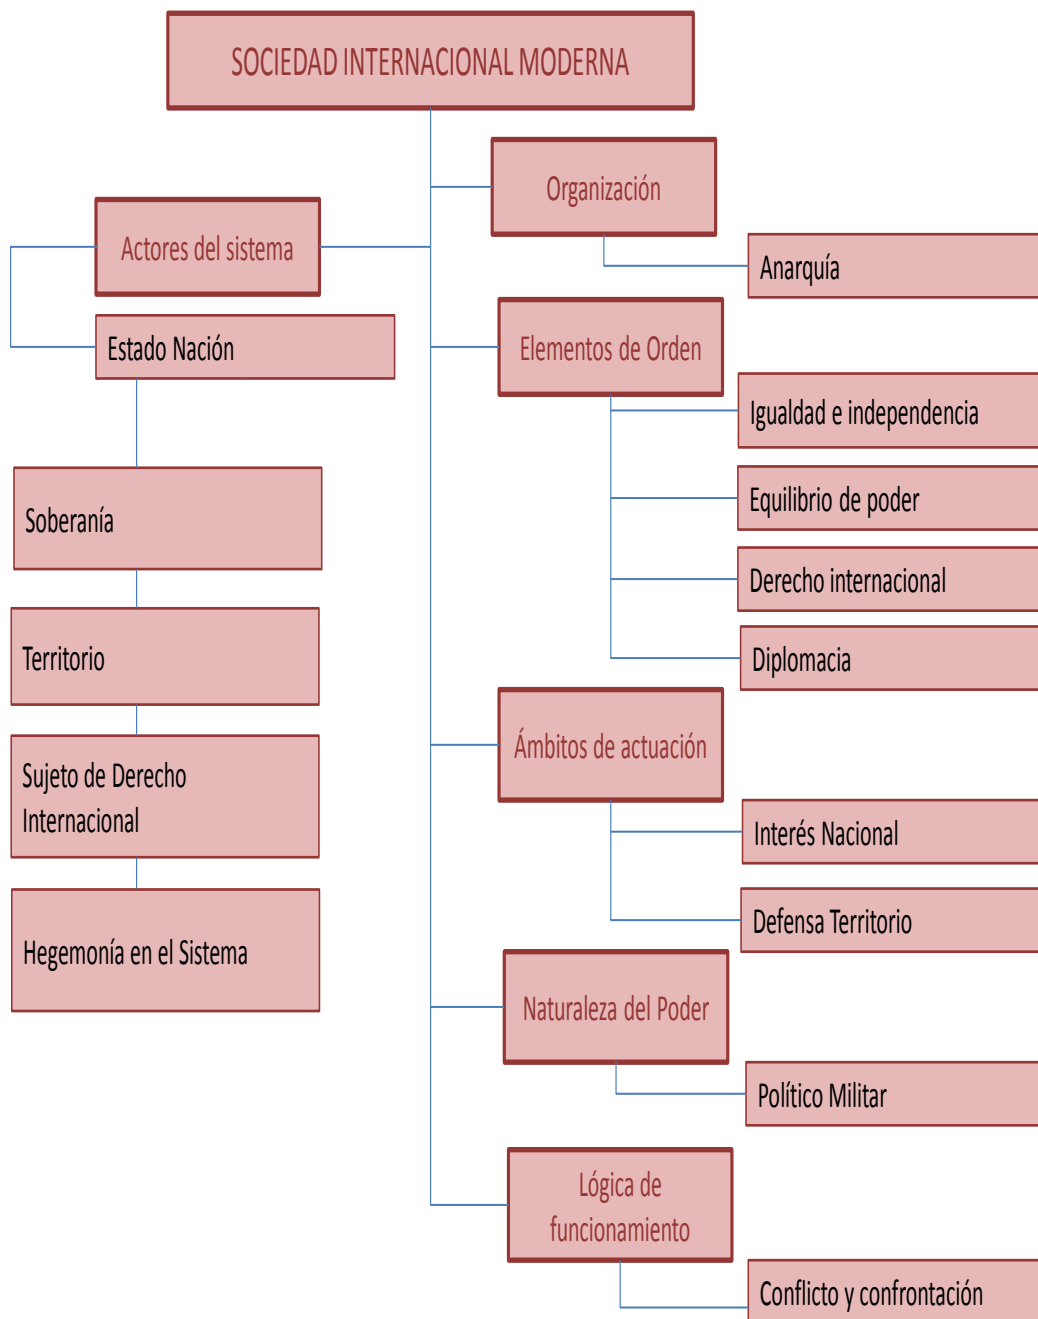 SOCIEDAD INTERNACIONAL MODERNA
Organización
Actores del sistema
Anarquía
Estado Nación
Elementos de Orden
Igualdad e independencia
Soberanía
Equilibrio de poder
Derecho internacional
Territorio
Diplomacia
Ámbitos de actuación
Sujeto de Derecho
Internacional
Interés Nacional
Defensa Territorio
Hegemonía en el Sistema
Naturaleza del Poder
Político Militar
Lógica de
funcionamiento
Conflicto y confrontación